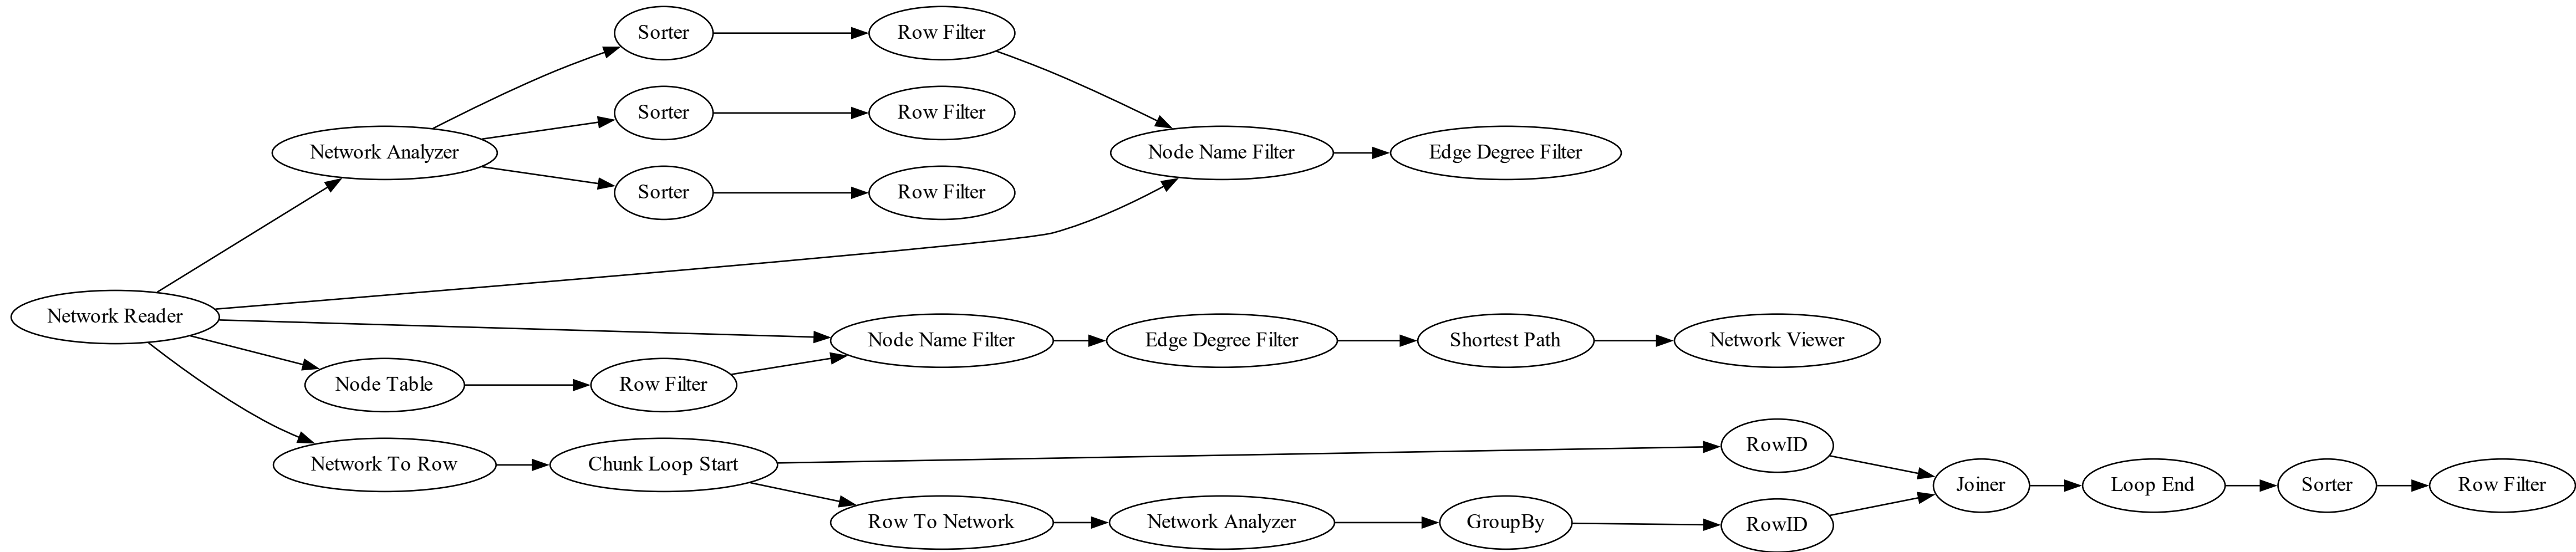 Sorter
Row Filter
Sorter
Row Filter
Network Analyzer
Node Name Filter
Edge Degree Filter
Sorter
Row Filter
Network Reader
Node Name Filter
Edge Degree Filter
Shortest Path
Network Viewer
Node Table
Row Filter
Network To Row
Chunk Loop Start
RowID
Joiner
Loop End
Sorter
Row Filter
Row To Network
Network Analyzer
GroupBy
RowID